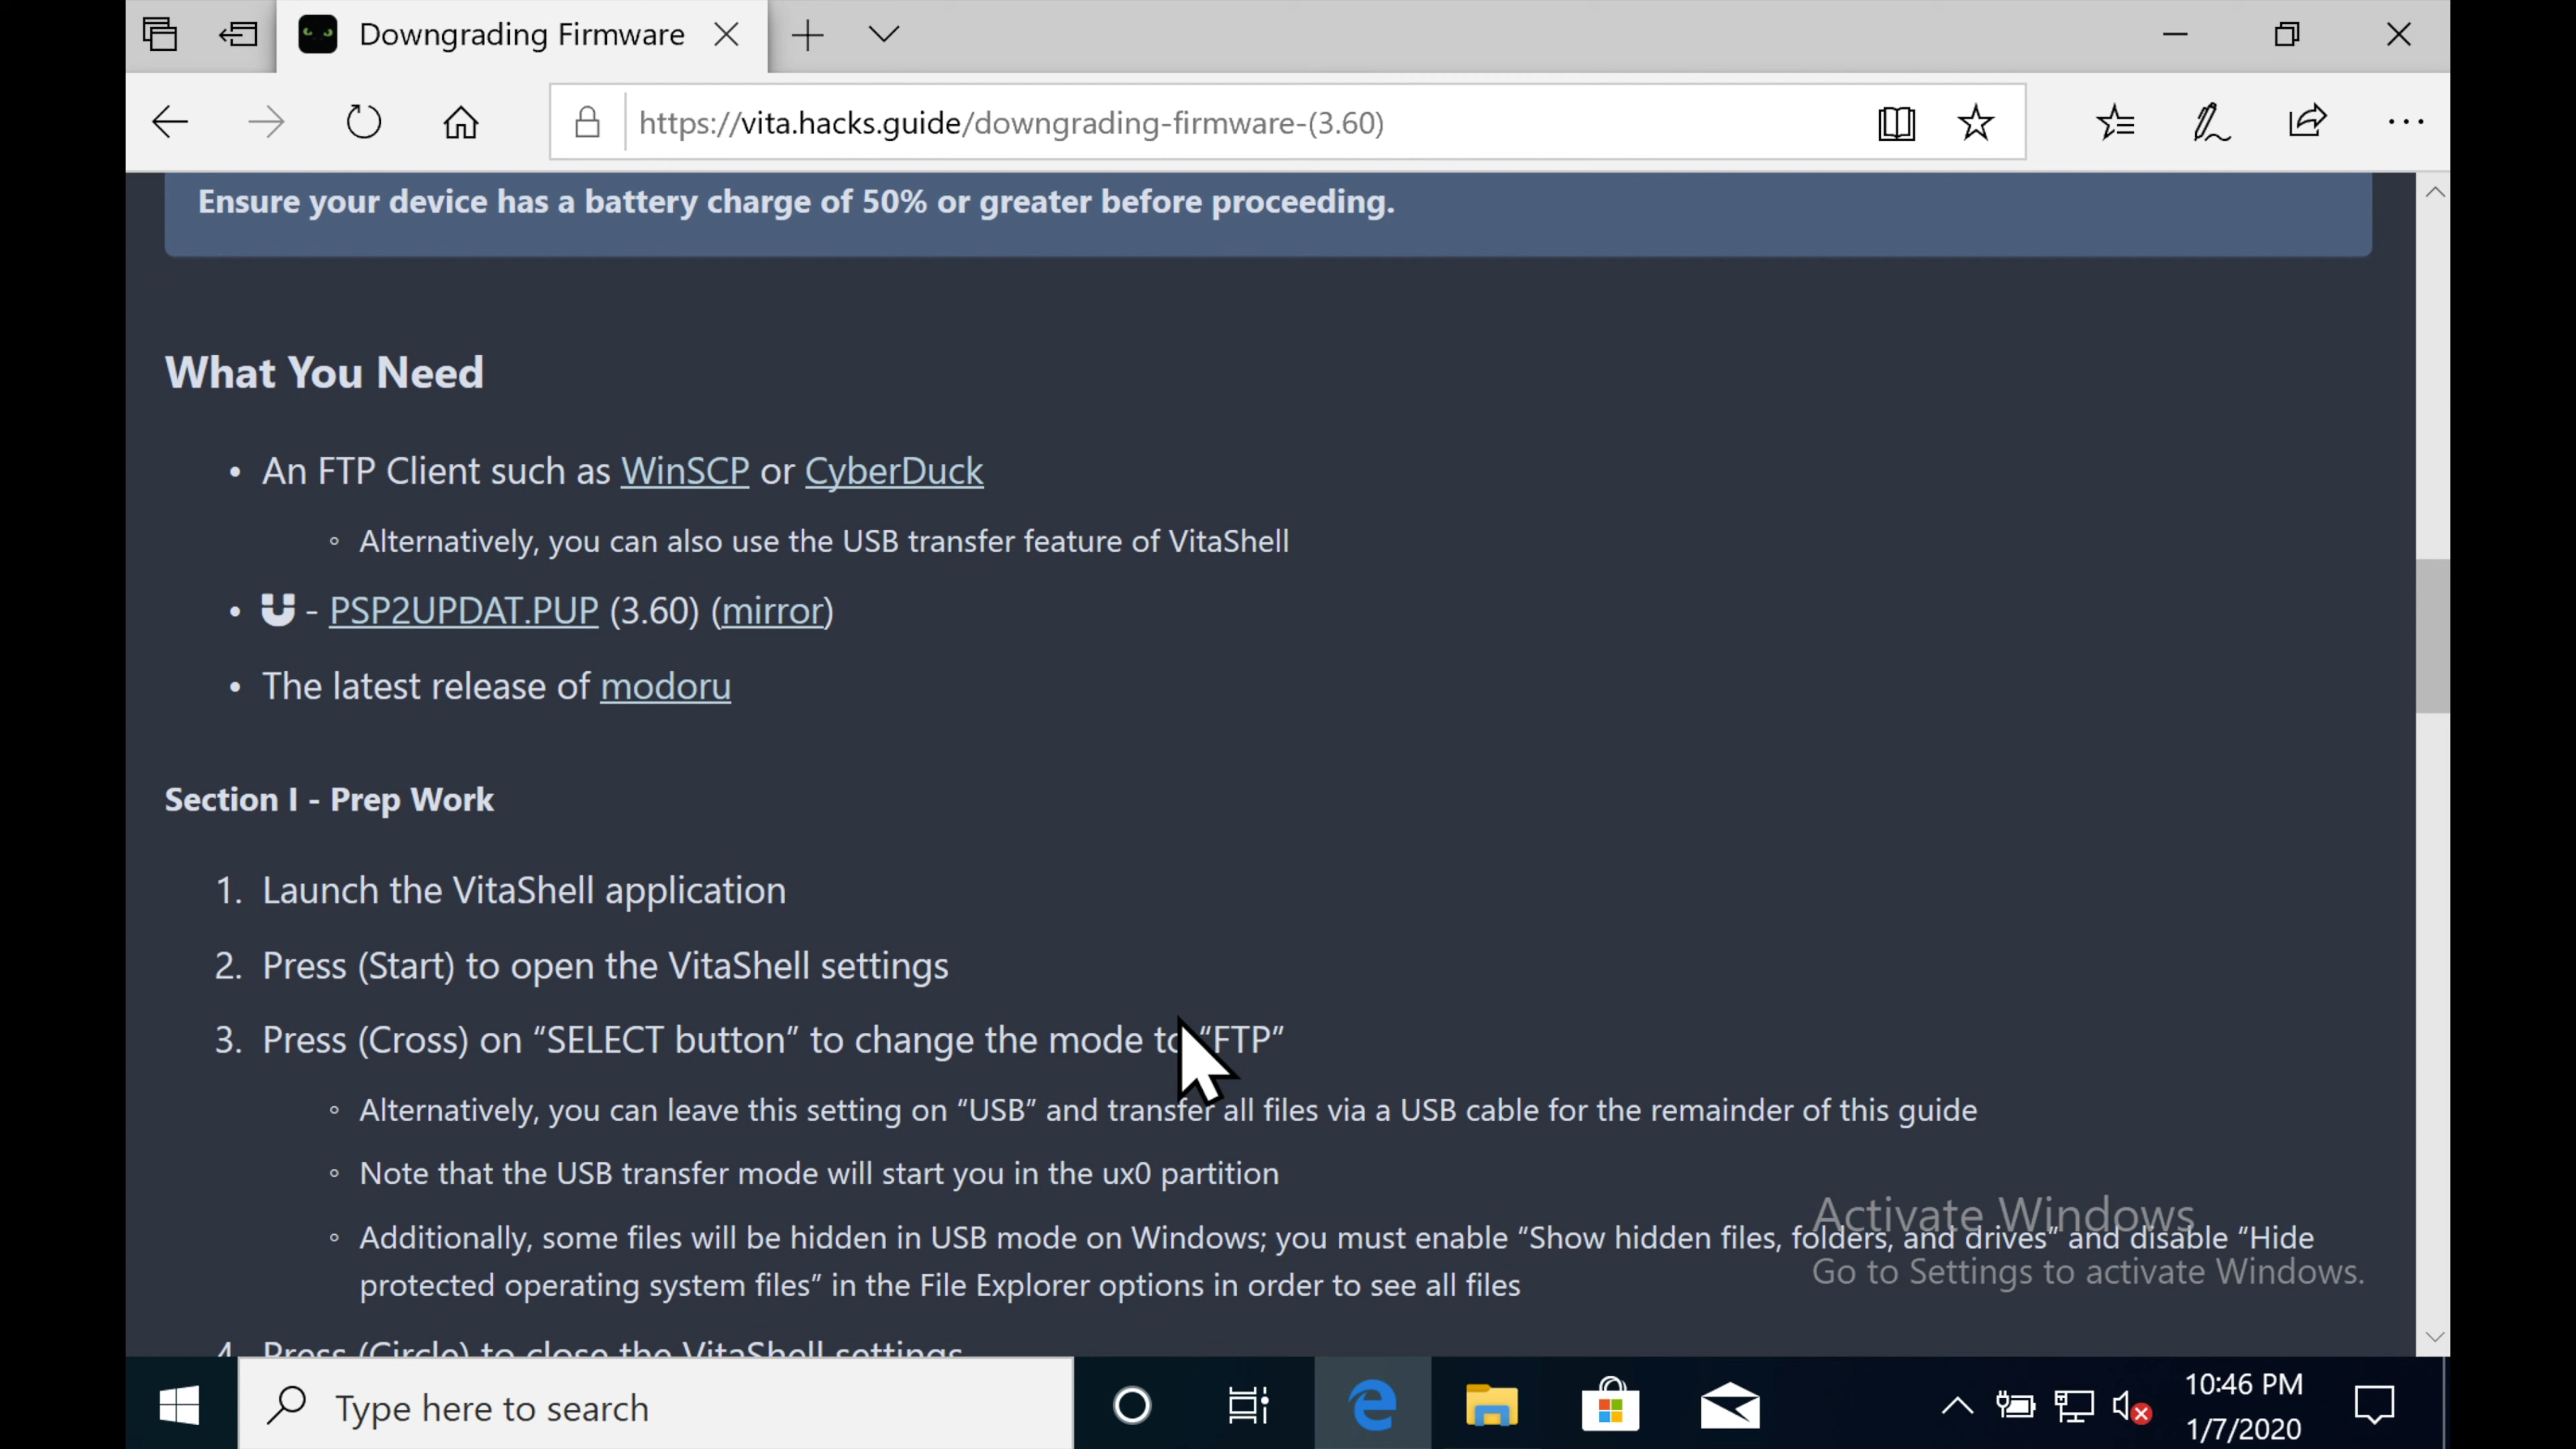 Downgrading Firmware
https://vita.hacks.guide/downgrading-firmware-(3.60)
Ensure your device has a battery charge of 50% or greater before proceeding.
What You Need
• An FTP Client such as WinSCP or CyberDuck
◦ Alternatively, you can also use the USB transfer feature of VitaShell
• - PSP2UPDAT.PUP (3.60) (mirror)
• The latest release of modoru
Section I - Prep Work
1. Launch the VitaShell application
2. Press (Start) to open the VitaShell settings
3. Press (Cross) on “SELECT button” to change the mode to “FTP”
◦ Alternatively, you can leave this setting on “USB” and transfer all files via a USB cable for the remainder of this guide
◦ Note that the USB transfer mode will start you in the ux0 partition
◦ Additionally, some files will be hidden in USB mode on Windows; you must enable “Show hidden files, folders, and drives” and disable “Hide
protected operating system files” in the File Explorer options in order to see all files
4. Press (Circle) to close the VitaShell settings
Activate Windows
Go to Settings to activate Windows.
Type here to search
10:46 PM
1/7/2020